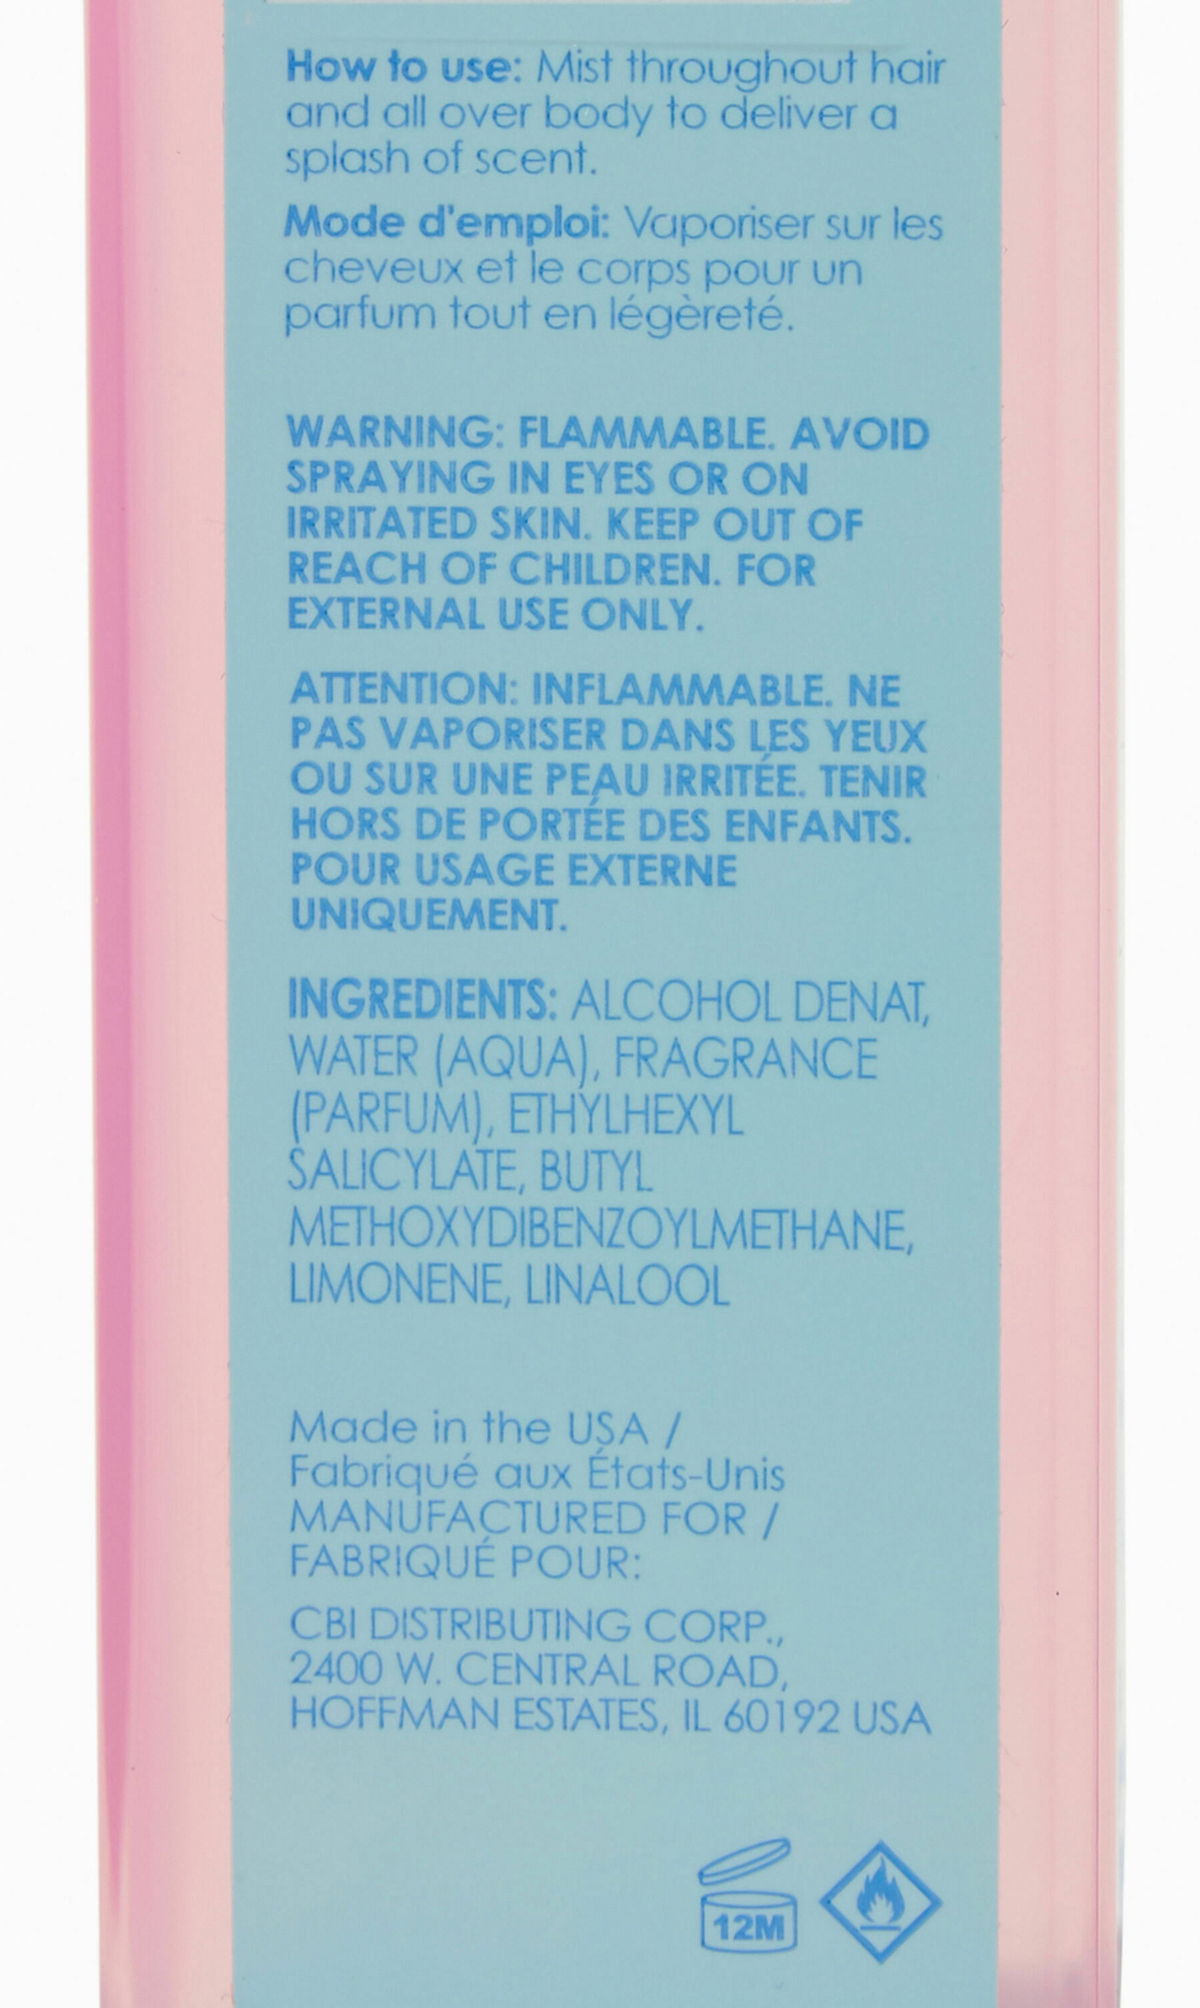 How to use: Mist throughout hair
and all over body to deliver a
splash of scent.
Mode d'emploi: Vaporiser sur les
cheveux et le corps pour un
parfum tout en légèreté.
WARNING: FLAMMABLE. AVOID
SPRAYING IN EYES OR ON
IRRITATED SKIN. KEEP OUT OF
REACH OF CHILDREN. FOR
EXTERNAL USE ONLY.
ATTENTION: INFLAMMABLE. NE
PAS VAPORISER DANS LES YEUX
OU SUR UNE PEAU IRRITÉE. TENIR
HORS DE PORTÉE DES ENFANTS.
POUR USAGE EXTERNE
UNIQUEMENT.
INGREDIENTS: ALCOHOL DENAT,
WATER (AQUA), FRAGRANCE
(PARFUM), ETHYLHEXYL
SALICYLATE, BUTYL
METHOXYDIBENZOYLMETHANE,
LIMONENE, LINALOOL
Made in the USA /
Fabriqué aux États-Unis
MANUFACTURED FOR /
FABRIQUÉ POUR:
CBI DISTRIBUTING CORP.,
2400 W. CENTRAL ROAD,
HOFFMAN ESTATES, IL 60192 USA
12M